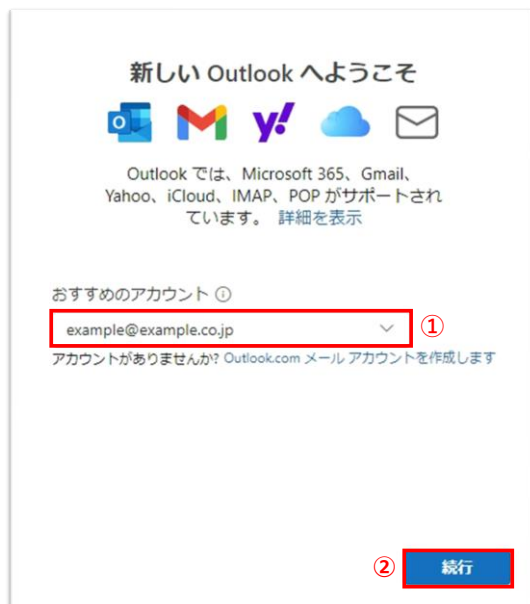 新しい Outlook へようこそ
Outlook では、Microsoft 365、Gmail、
Yahoo、iCloud、IMAP、POP がサポートされ
ています。 詳細を表示
おすすめのアカウント
example@example.co.jp ①
アカウントがありませんか? Outlook.com メール アカウントを作成します
② 続行